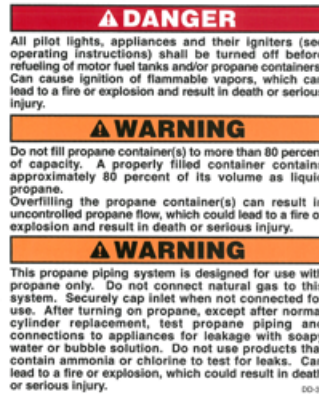 DANGER
All pilot lights, appliances and their igniters (see
operating instructions) shall be turned off before
refueling of motor fuel tanks and/or propane containers
Can cause ignition of flammable vapors, which can
lead to a fire or explosion and result in death or serious
injury.
WARNING
Do not fill propane container(s) to more than 80 percen
of capacity. A properly filled container contain
approximately 80 percent of its volume as liquid
propane.
Overfilling the propane container(s) can result i
uncontrolled propane flow, which could lead to a fire o
explosion and result in death or serious injury.
WARNING
This propane piping system is designed for use with
propane only. Do not connect natural gas to this
system. Securely cap inlet when not connected fo
use. After turning on propane, except after norma
cylinder replacement, test propane piping and
connections to appliances for leakage with soapy
water or bubble solution. Do not use products tha
contain ammonia or chlorine to test for leaks. Can
lead to a fire or explosion, which could result in death
or serious injury.
DD-3